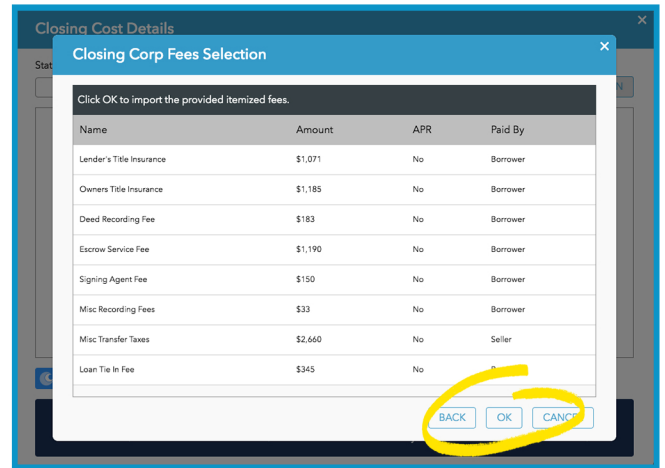 Closing Cost Details
Closing Corp Fees Selection
Click OK to import the provided itemized fees.
Name Amount APR Paid By
Lender's Title Insurance $1,071 No Borrower
Owners Title Insurance $1,185 No Borrower
Deed Recording Fee $183 No Borrower
Escrow Service Fee $1,190 No Borrower
Signing Agent Fee $150 No Borrower
Misc Recording Fees $33 No Borrower
Misc Transfer Taxes $2,660 No Seller
Loan Tie In Fee $345 No
BACK OK CANCEL